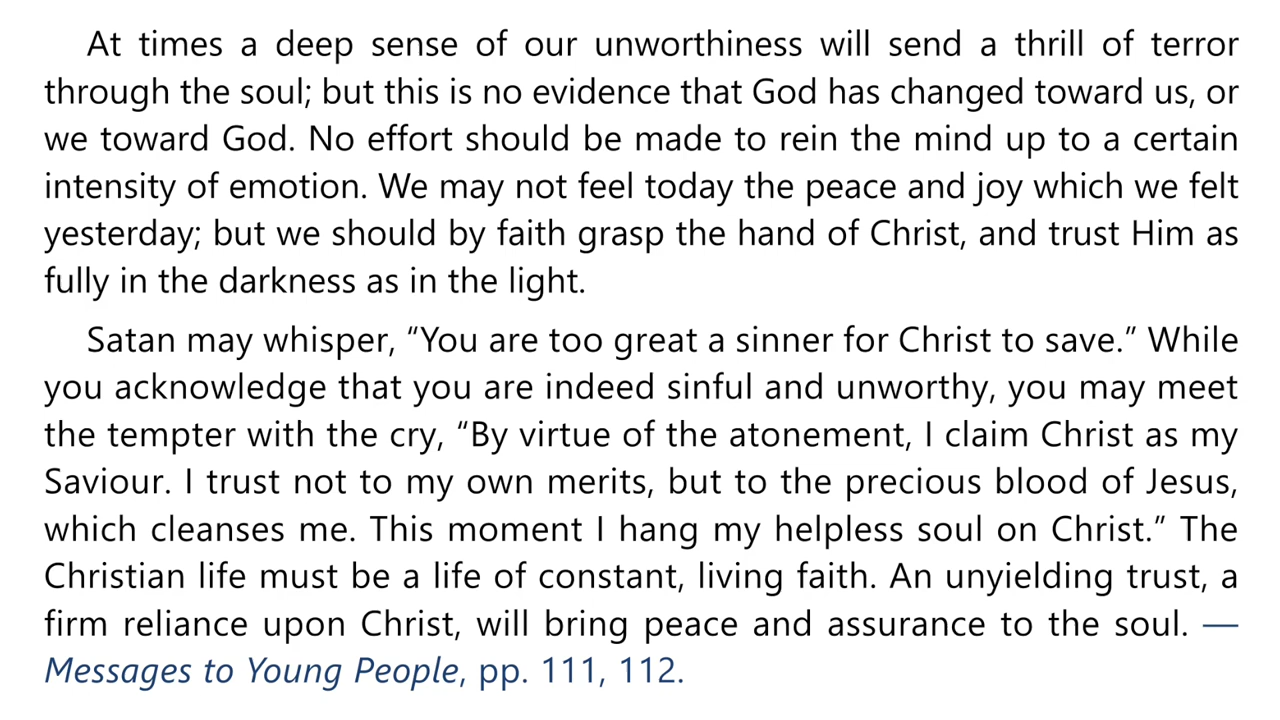 At times a deep sense of our unworthiness will send a thrill of terror
through the soul; but this is no evidence that God has changed toward us, or
we toward God. No effort should be made to rein the mind up to a certain
intensity of emotion. We may not feel today the peace and joy which we felt
yesterday; but we should by faith grasp the hand of Christ, and trust Him as
fully in the darkness as in the light.
Satan may whisper, “You are too great a sinner for Christ to save.” While
you acknowledge that you are indeed sinful and unworthy, you may meet
the tempter with the cry, “By virtue of the atonement, I claim Christ as my
Saviour. I trust not to my own merits, but to the precious blood of Jesus,
which cleanses me. This moment I hang my helpless soul on Christ.” The
Christian life must be a life of constant, living faith. An unyielding trust, a
firm reliance upon Christ, will bring peace and assurance to the soul. —
Messages to Young People, pp. 111, 112.